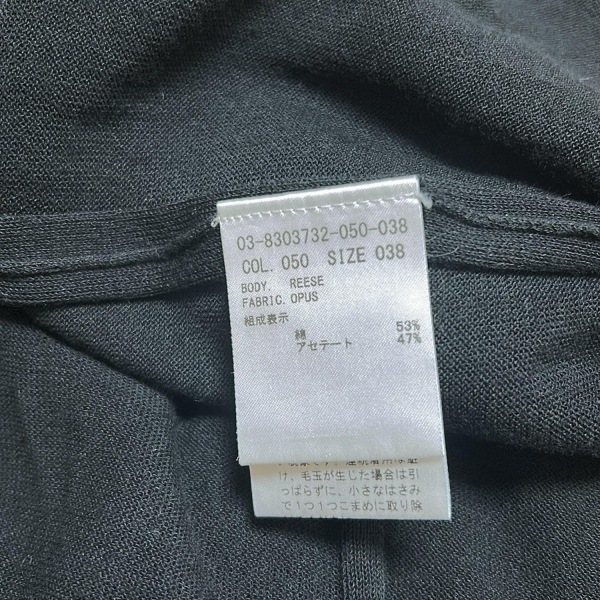 03-8303732-050-038
COL. 050 SIZE 038
BODY. REESE
FABRIC. OPUS
組成表示
綿 53%
アセテート 47%
け、毛玉が生じた場合は引
っぱらずに、小さなはさみ
で1つ1つこまめに取り除